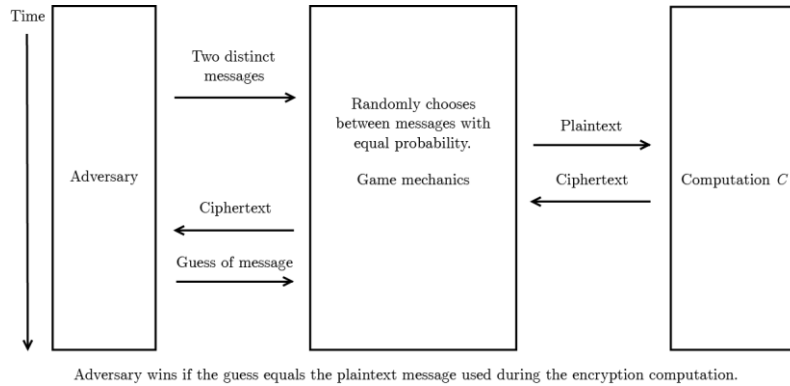 Time
Two distinct
messages
Randomly chooses
between messages with
equal probability.
Plaintext
Adversary
Game mechanics
Ciphertext
Computation C
Ciphertext
Guess of message
Adversary wins if the guess equals the plaintext message used during the encryption computation.